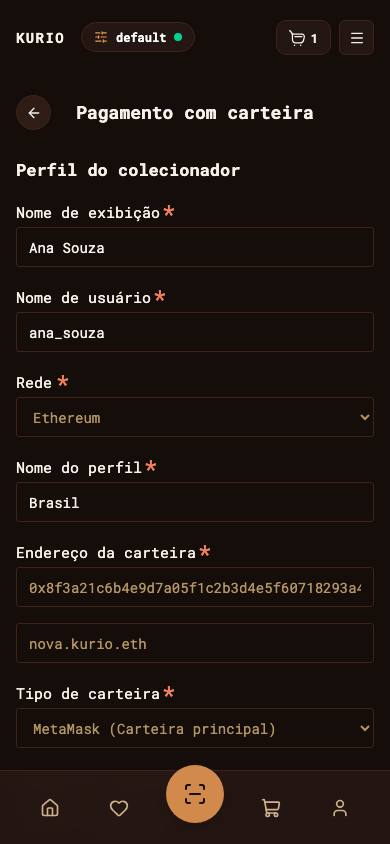 KURIO
default
1
Pagamento com carteira
Perfil do colecionador
Nome de exibição*
Ana Souza
Nome de usuário*
ana_souza
Rede*
Ethereum
Nome do perfil*
Brasil
Endereço da carteira*
0x8f3a21c6b4e9d7a05f1c2b3d4e5f60718293a4
nova.kurio.eth
Tipo de carteira*
MetaMask (Carteira principal)